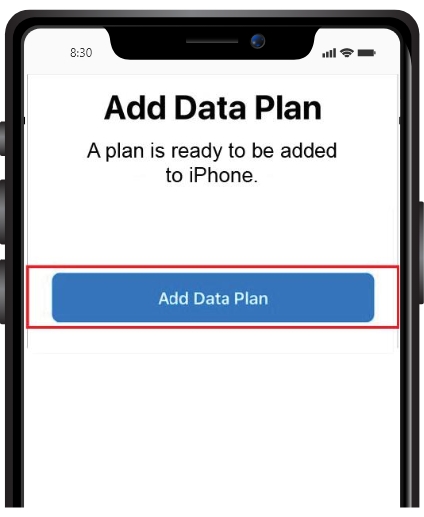 8:30
Add Data Plan
A plan is ready to be added
to iPhone.
Add Data Plan